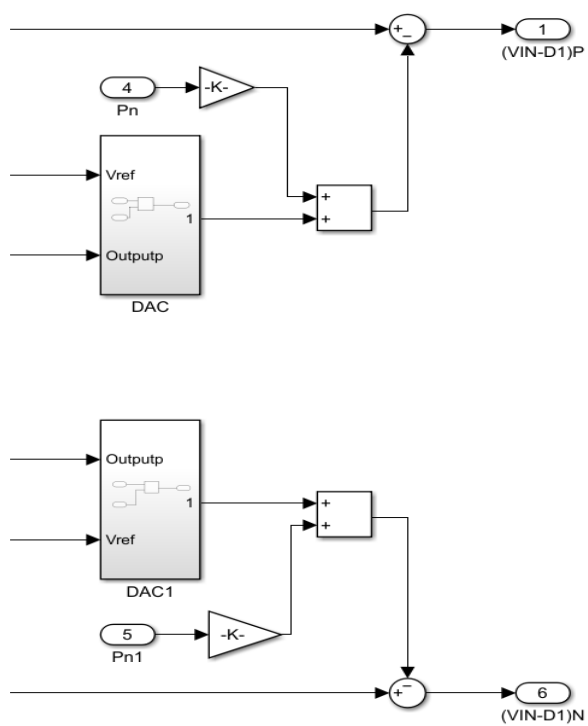 +
−
1
(VIN-D1)P
4
-K-
Pn
Vref
+
1
+
Outputp
DAC
Outputp
1
+
+
Vref
DAC1
5
-K-
Pn1
−
+
6
(VIN-D1)N